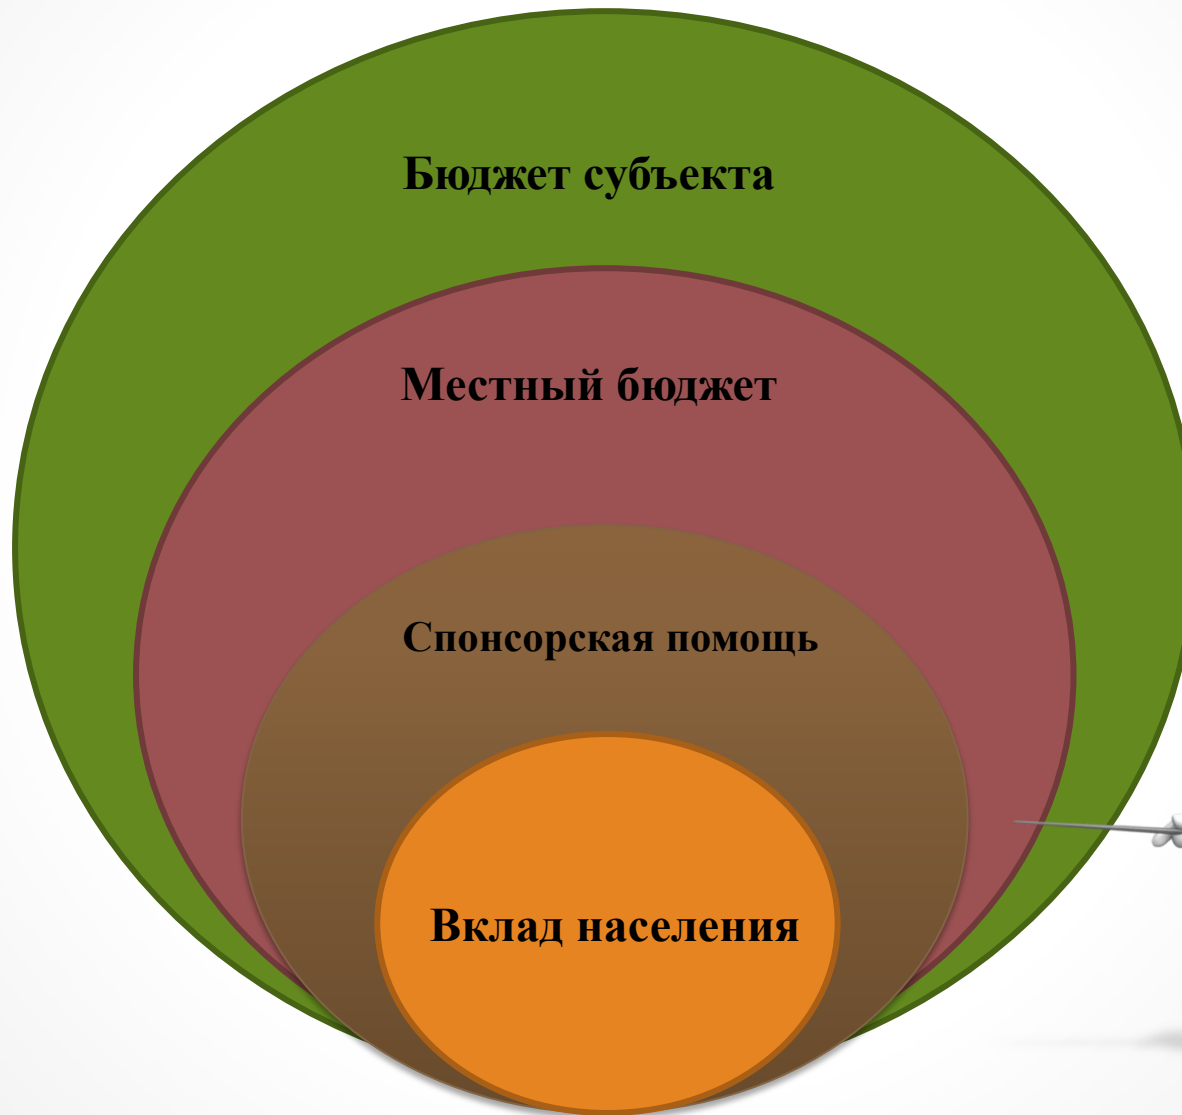 Бюджет субъекта
Местный бюджет
Спонсорская помощь
Вклад населения